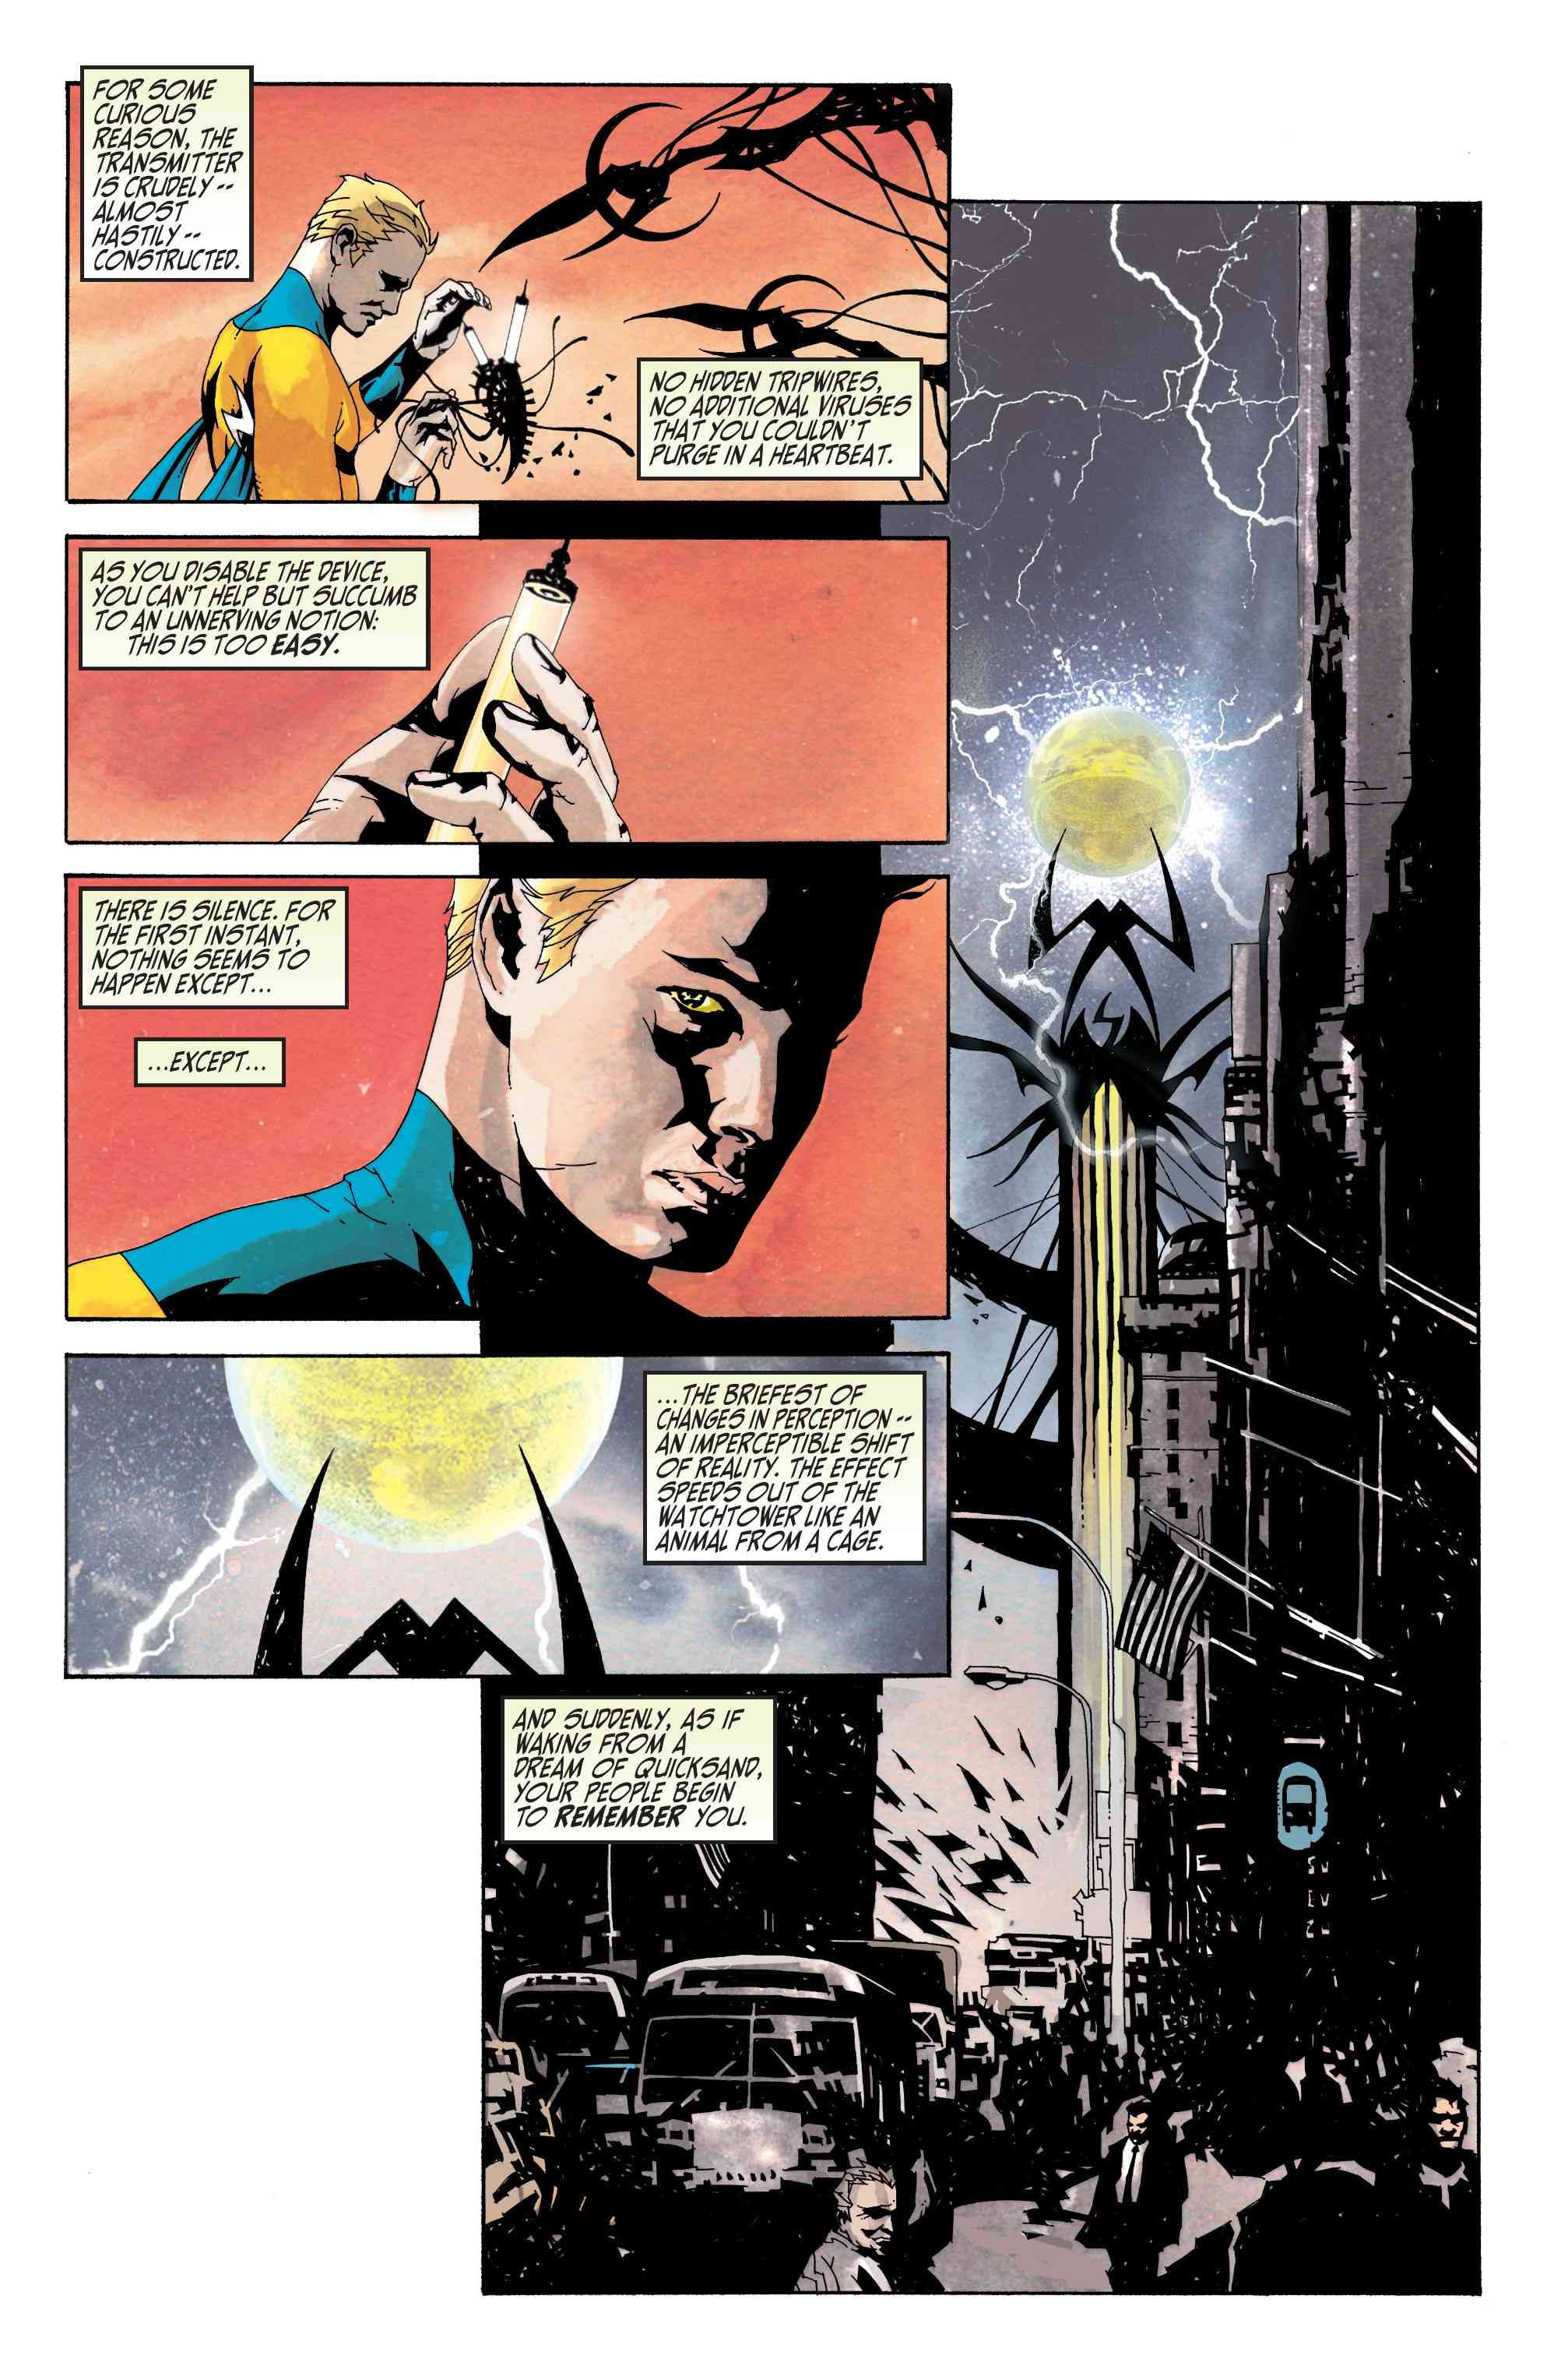 FOR SOME
CURIOUS
REASON, THE
TRANSMITTER
IS CRUDELY --
ALMOST
HASTILY --
CONSTRUCTED.
NO HIDDEN TRIPWIRES,
NO ADDITIONAL VIRUSES
THAT YOU COULDN'T
PURGE IN A HEARTBEAT.
AS YOU DISABLE THE DEVICE,
YOU CAN'T HELP BUT SUCCUMB
TO AN UNNERVING NOTION:
THIS IS TOO EASY.
THERE IS SILENCE. FOR
THE FIRST INSTANT,
NOTHING SEEMS TO
HAPPEN EXCEPT...
...EXCEPT...
...THE BRIEFEST OF
CHANGES IN PERCEPTION --
AN IMPERCEPTIBLE SHIFT
OF REALITY. THE EFFECT
SPEEDS OUT OF THE
WATCHTOWER LIKE AN
ANIMAL FROM A CAGE.
AND SUDDENLY, AS IF
WAKING FROM A
DREAM OF QUICKSAND,
YOUR PEOPLE BEGIN
TO REMEMBER YOU.